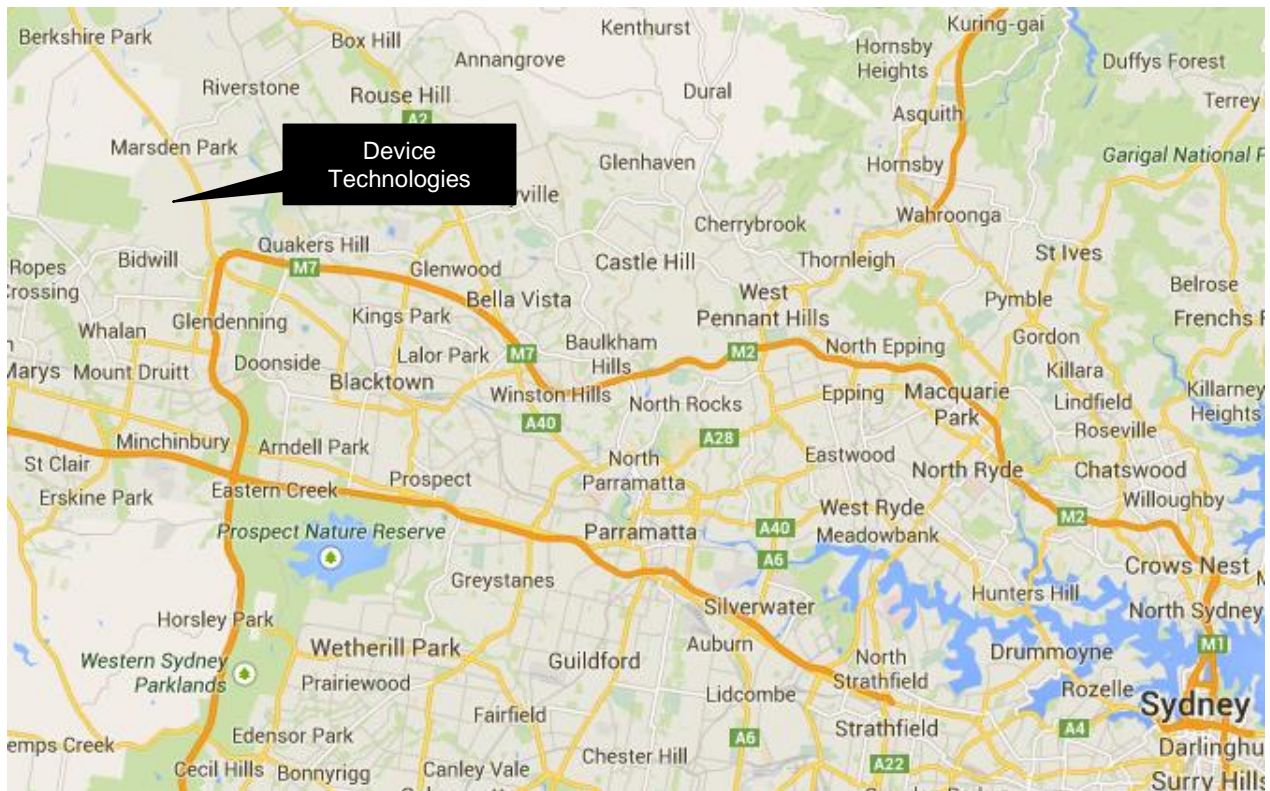 Kuring-gai
Kenthurst
Berkshire Park
Box Hill
Hornsby
Heights
Annangrove
Duffys Forest
Riverstone
Rouse Hill
Dural
Terrey
Asquith
A2
Marsden Park
Device
Technologies
Glenhaven
Hornsby
Garigal National F
ryville
Cherrybrook
Wahroonga
Quakers Hill
St Ives
Bidwill
Ropes
Crossing
M7
Glenwood
Castle Hill
Thornleigh
Belrose
Bella Vista
West
Pennant Hills
Pymble
Glendenning
Kings Park
Frenchs F
Whalan
Gordon
Baulkham
Hills
North Epping
Doonside
Lalor Park
M7
M2
Marys
Mount Druitt
Blacktown
Killara
Winston Hills
North Rocks
Epping
Macquarie
Park
Lindfield
Killarney
Heights
A40
A28
Roseville
Minchinbury
Arndell Park
St Clair
North
Parramatta
Eastwood
North Ryde
Chatswood
Prospect
Erskine Park
Eastern Creek
Willoughby
West Ryde
M2
Prospect Nature Reserve
Parramatta
A40
Meadowbank
A6
Crows Nest
Greystanes
Hunters Hill
Silverwater
North Sydney
Horsley Park
Wetherill Park
Auburn
M1
Guildford
Drummoyne
Western Sydney
Parklands
North
Strathfield
Prairiewood
Lidcombe
Rozelle
Sydney
Fairfield
Strathfield
A4
Edensor Park
A6
emps Creek
Chester Hill
Darlinghu
Cecil Hills
Bonnyrigg
Canley Vale
A22
Surry Hills